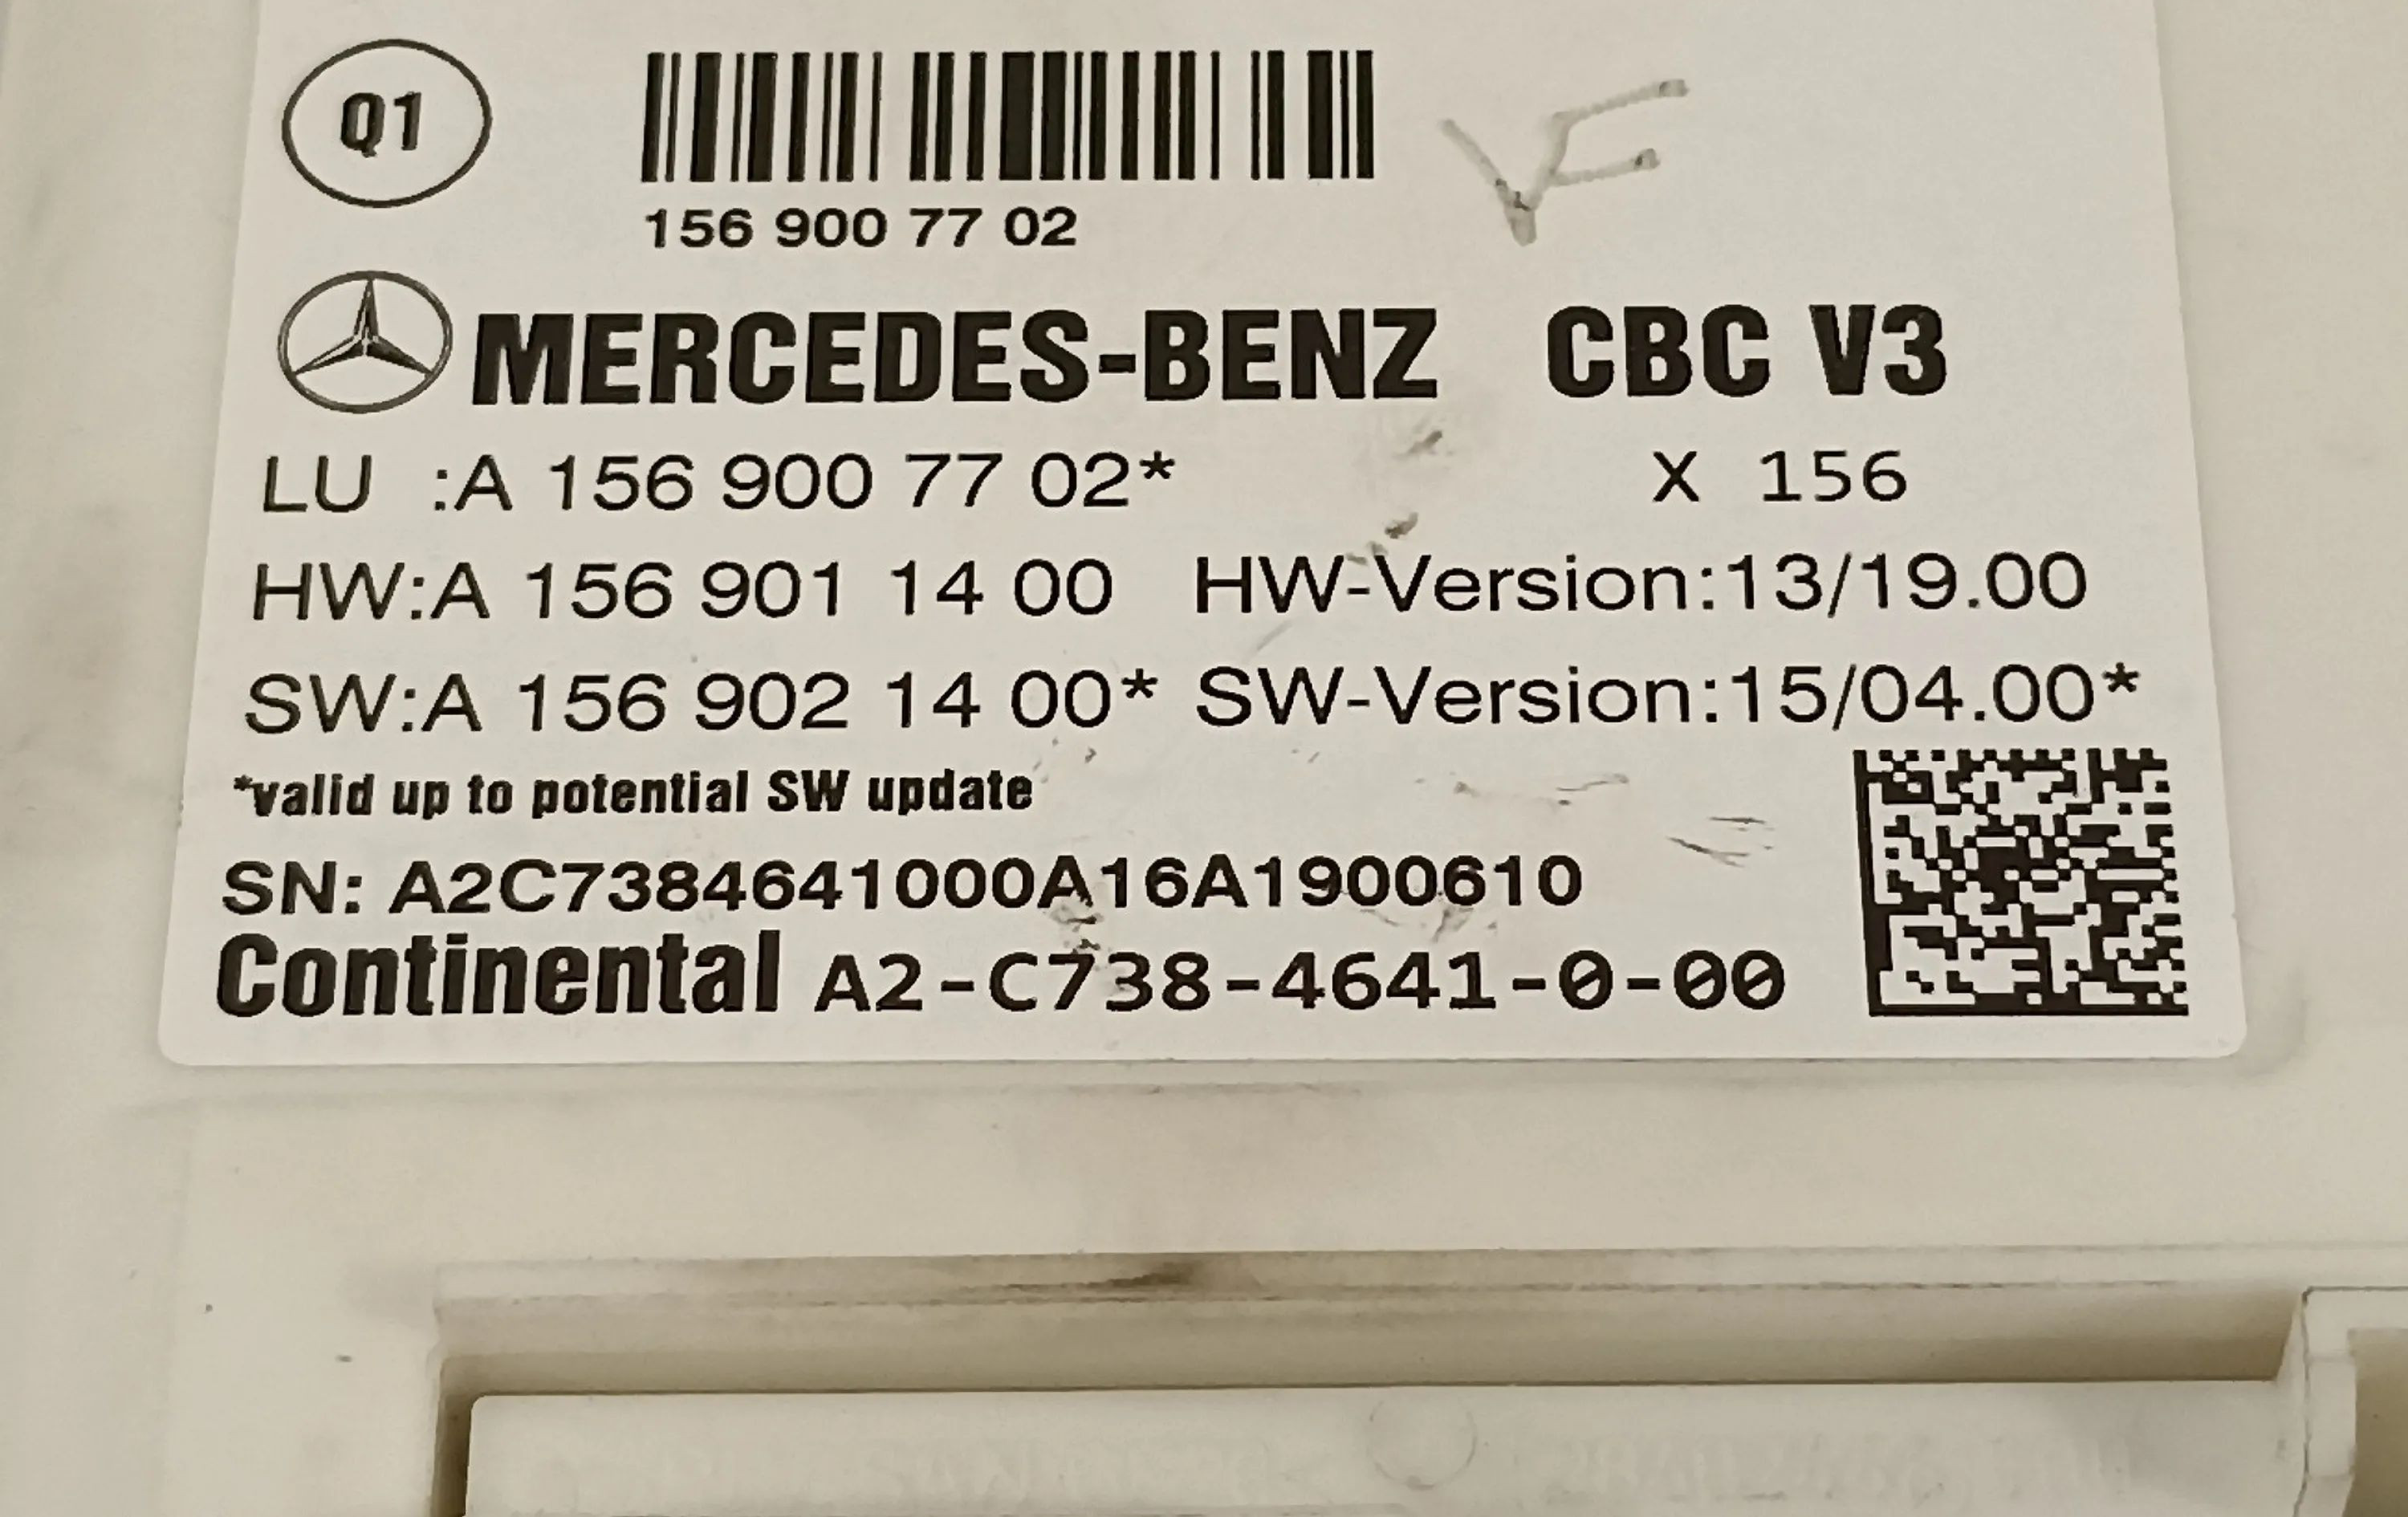 Q1
156 900 77 02
MERCEDES-BENZ CBC V3
LU :A 156 900 77 02* X 156
HW:A 156 901 14 00 HW-Version:13/19.00
SW:A 156 902 14 00* SW-Version:15/04.00*
*valid up to potential SW update
SN: A2C7384641000A16A1900610
Continental A2-C738-4641-0-00